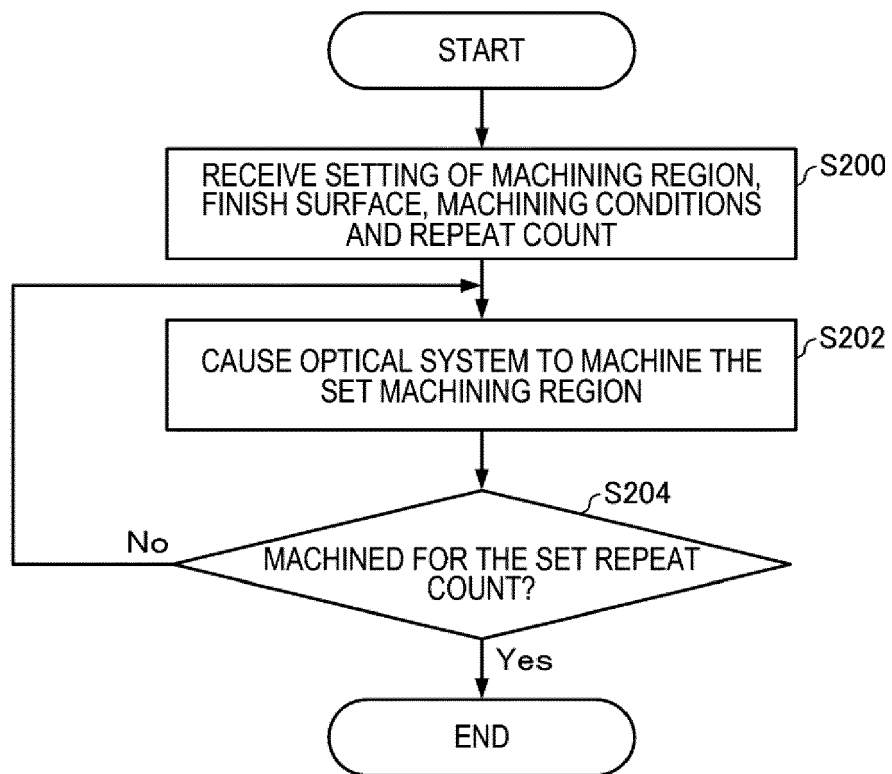 START
S200
RECEIVE SETTING OF MACHINING REGION,
FINISH SURFACE, MACHINING CONDITIONS
AND REPEAT COUNT
S202
CAUSE OPTICAL SYSTEM TO MACHINE THE
SET MACHINING REGION
S204
No
MACHINED FOR THE SET REPEAT
COUNT?
Yes
END